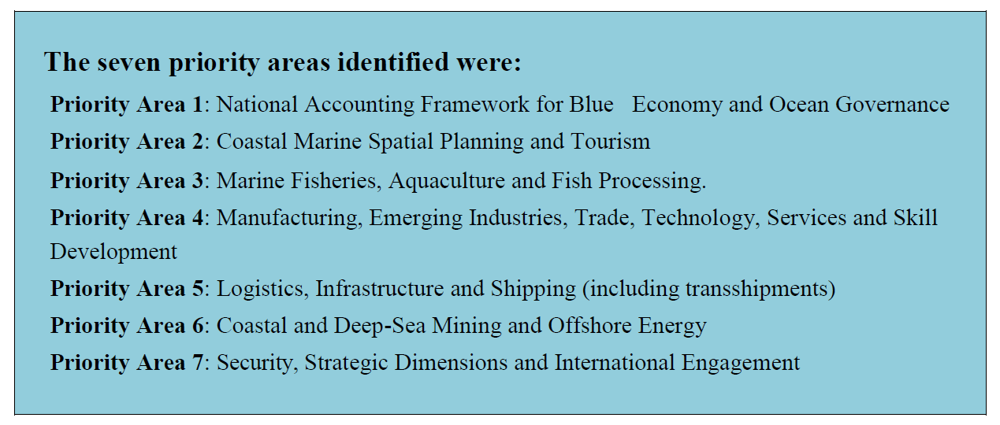 The seven priority areas identified were:
Priority Area 1: National Accounting Framework for Blue   Economy and Ocean Governance
Priority Area 2: Coastal Marine Spatial Planning and Tourism
Priority Area 3: Marine Fisheries, Aquaculture and Fish Processing.
Priority Area 4: Manufacturing, Emerging Industries, Trade, Technology, Services and Skill
Development
Priority Area 5: Logistics, Infrastructure and Shipping (including transshipments)
Priority Area 6: Coastal and Deep-Sea Mining and Offshore Energy
Priority Area 7: Security, Strategic Dimensions and International Engagement